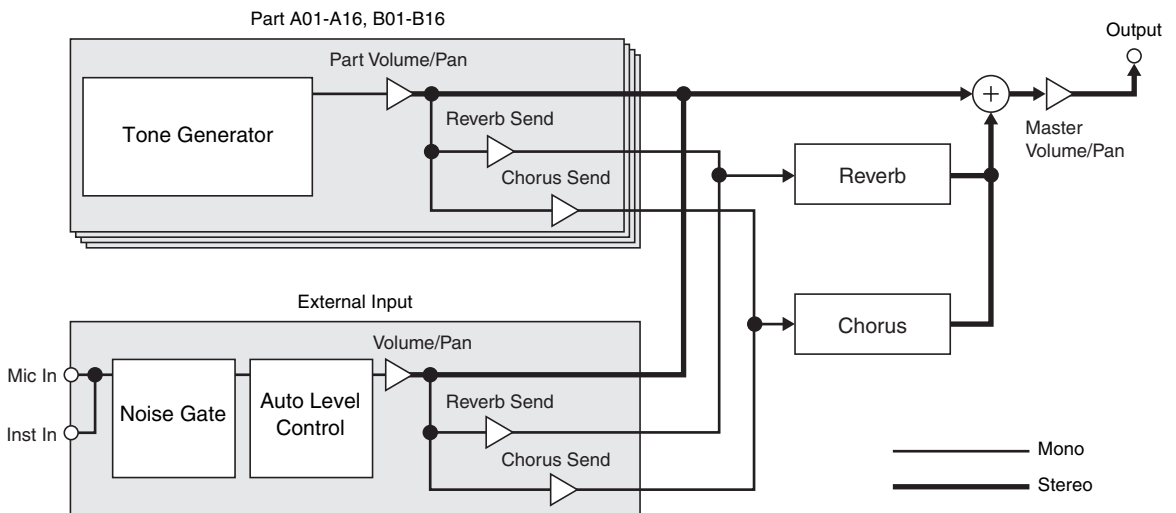 Part A01-A16, B01-B16
Output
Part Volume/Pan
Tone Generator
Reverb Send
Master
Volume/Pan
Chorus Send
Reverb
External Input
Chorus
Volume/Pan
Mic In
Noise Gate
Auto Level
Control
Reverb Send
Inst In
Chorus Send
Mono
Stereo